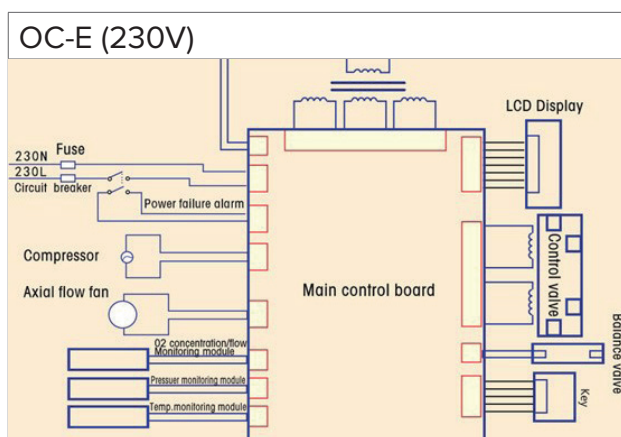 OC-E (230V)
LCD Display
230N Fuse
230L
Circuit breaker
Power failure alarm
Compressor
Control valve
Axial flow fan
Main control board
O2 concentration/flow
Monitoring module
Balance valve
Pressuer monitoring module
Key
Temp.monitoring module